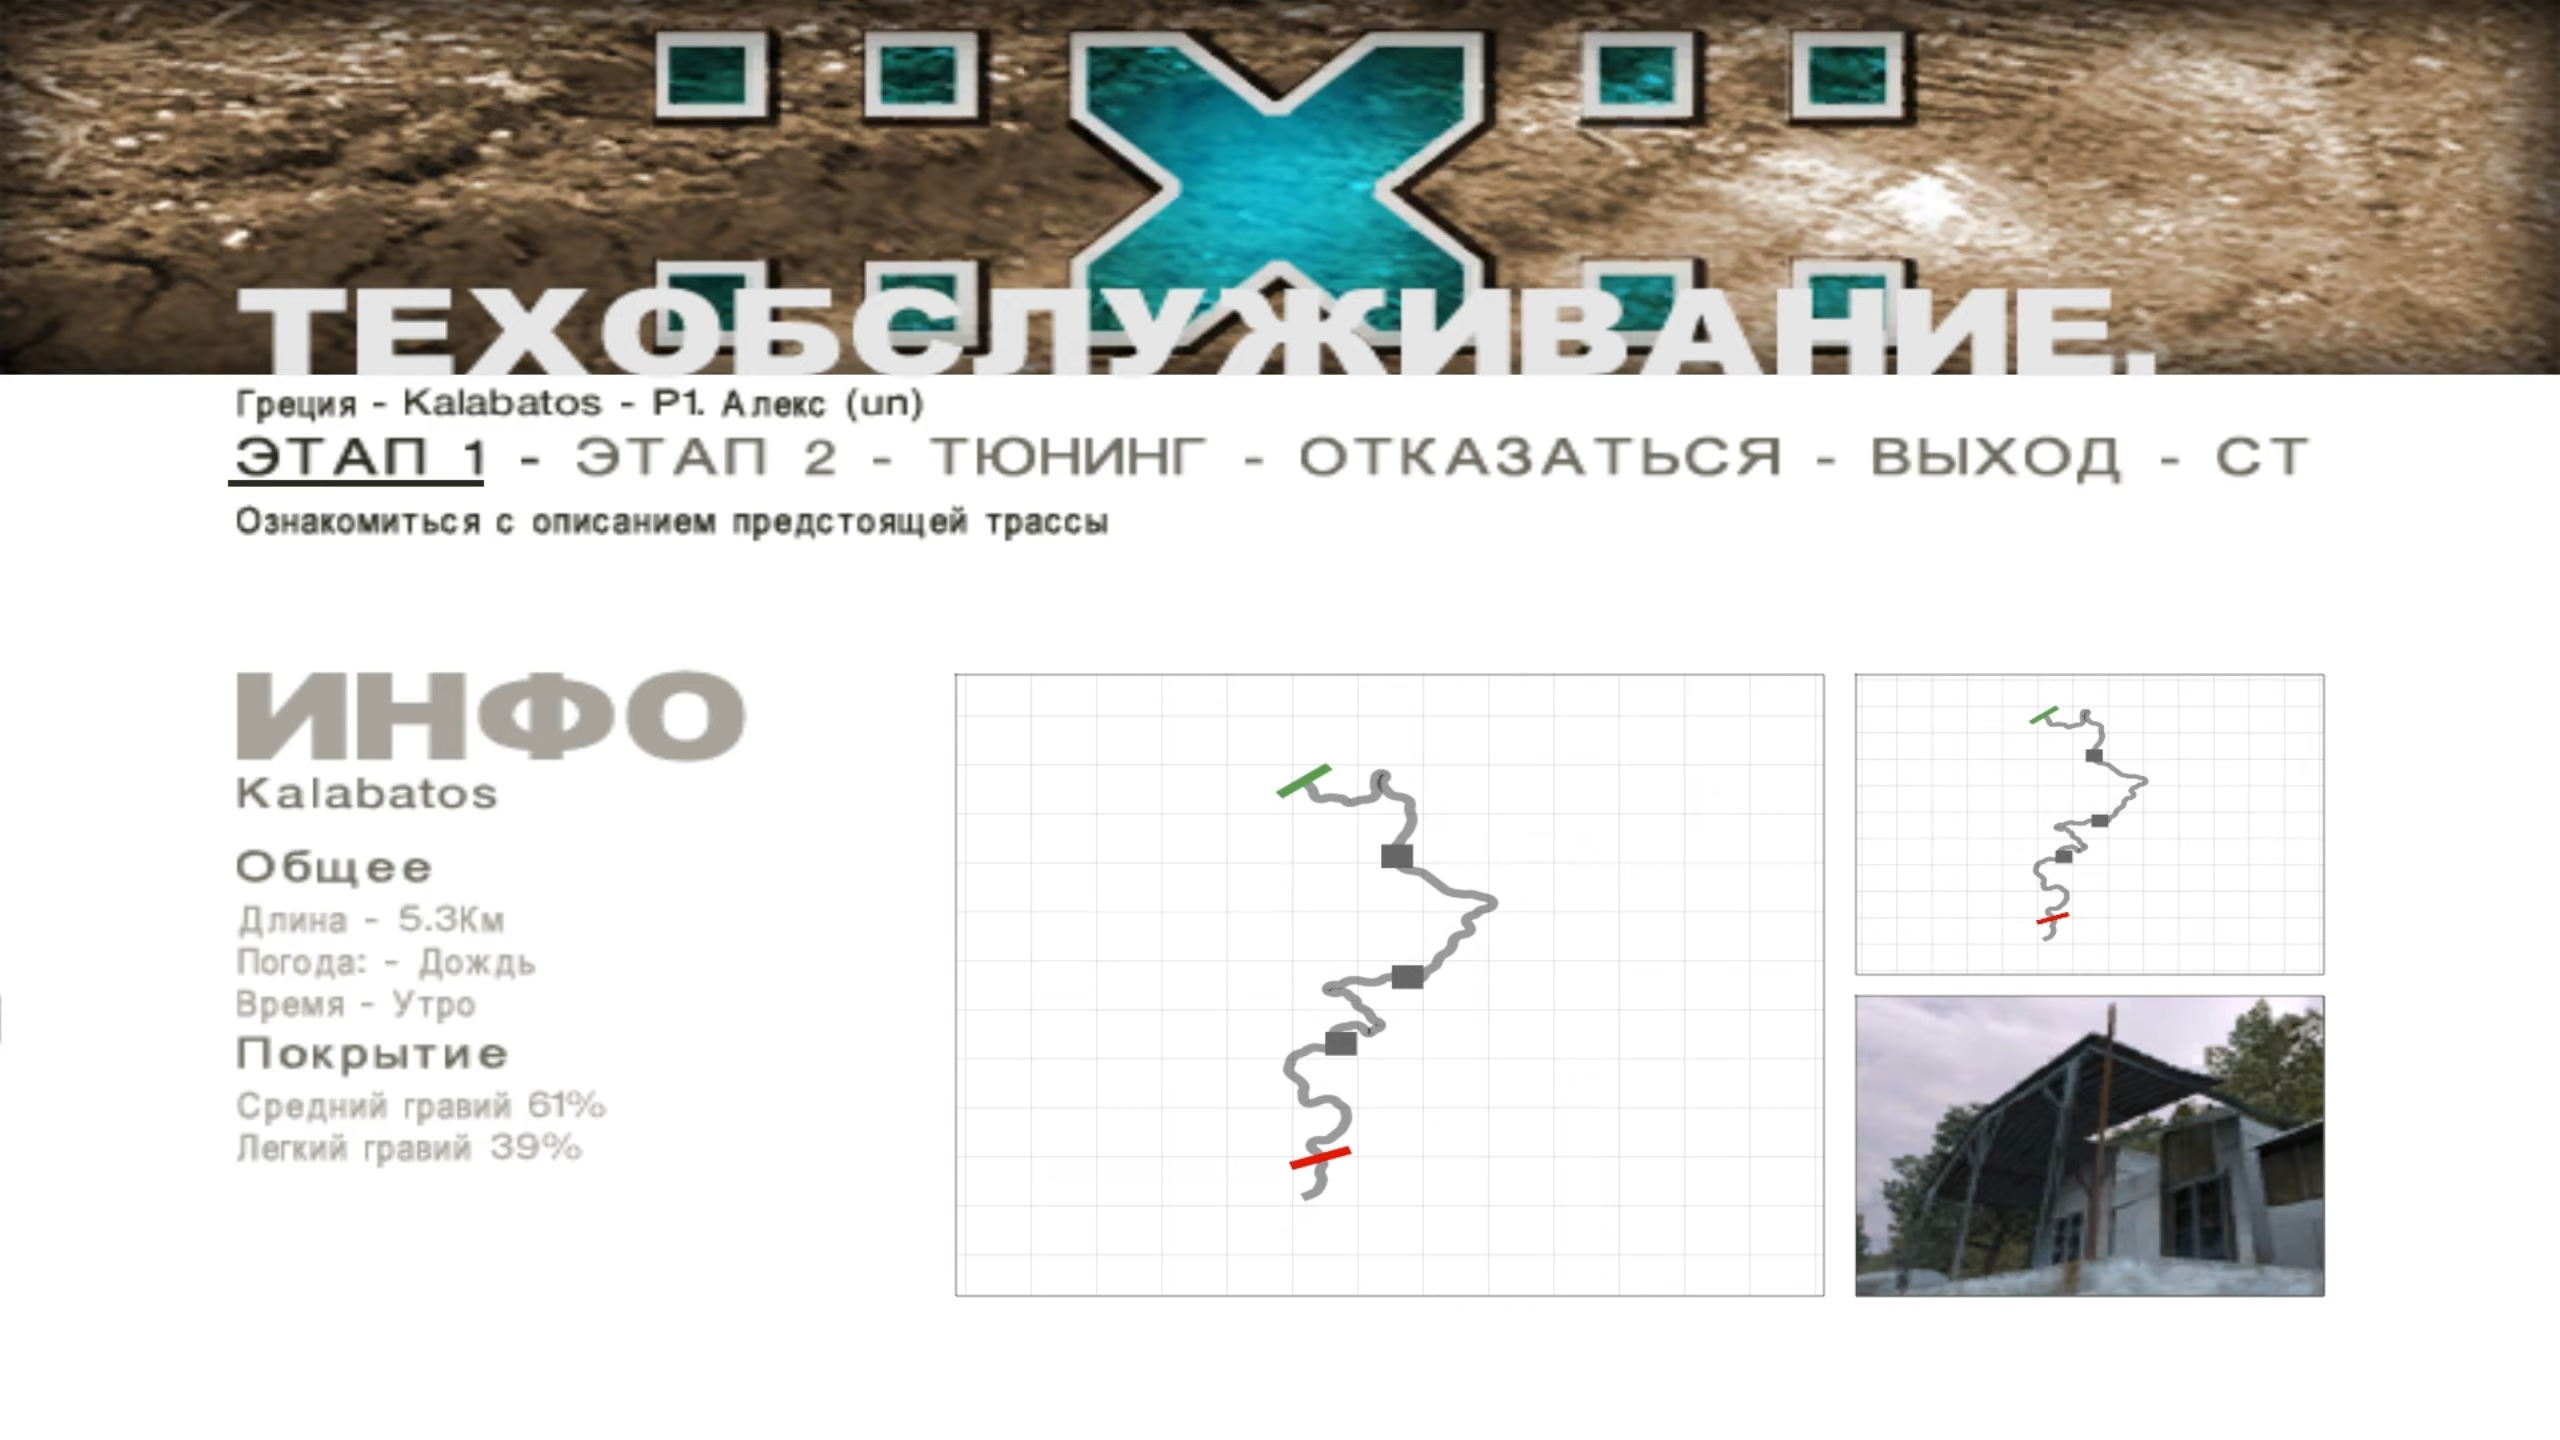 ТЕХОБСЛУЖИВАНИЕ.
Греция - Kalabatos - P1. Алекс (un)
ЭТАП 1 - ЭТАП 2 - ТЮНИНГ - ОТКАЗАТЬСЯ - ВЫХОД - СТ
Ознакомиться с описанием предстоящей трассы
ИНФО
Kalabatos
Общее
Длина - 5.3Км
Погода: - Дождь
Время - Утро
Покрытие
Средний гравий 61%
Легкий гравий 39%